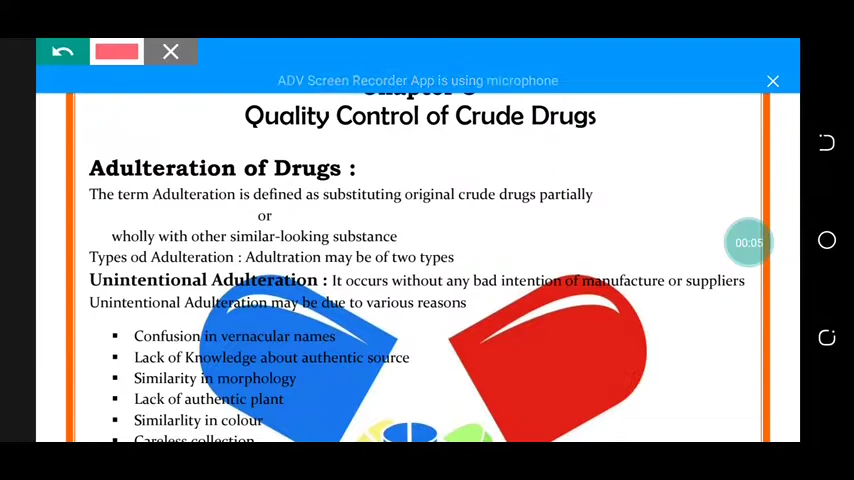 ADV Screen Recorder App is using microphone
Quality Control of Crude Drugs
Adulteration of Drugs :
The term Adulteration is defined as substituting original crude drugs partially
or
wholly with other similar-looking substance
00:05
Types od Adulteration : Adultration may be of two types
Unintentional Adulteration : It occurs without any bad intention of manufacture or suppliers
Unintentional Adulteration may be due to various reasons
▪ Confusion in vernacular names
▪ Lack of Knowledge about authentic source
▪ Similarity in morphology
▪ Lack of authentic plant
▪ Similarlity in colour
▪ Careless collection